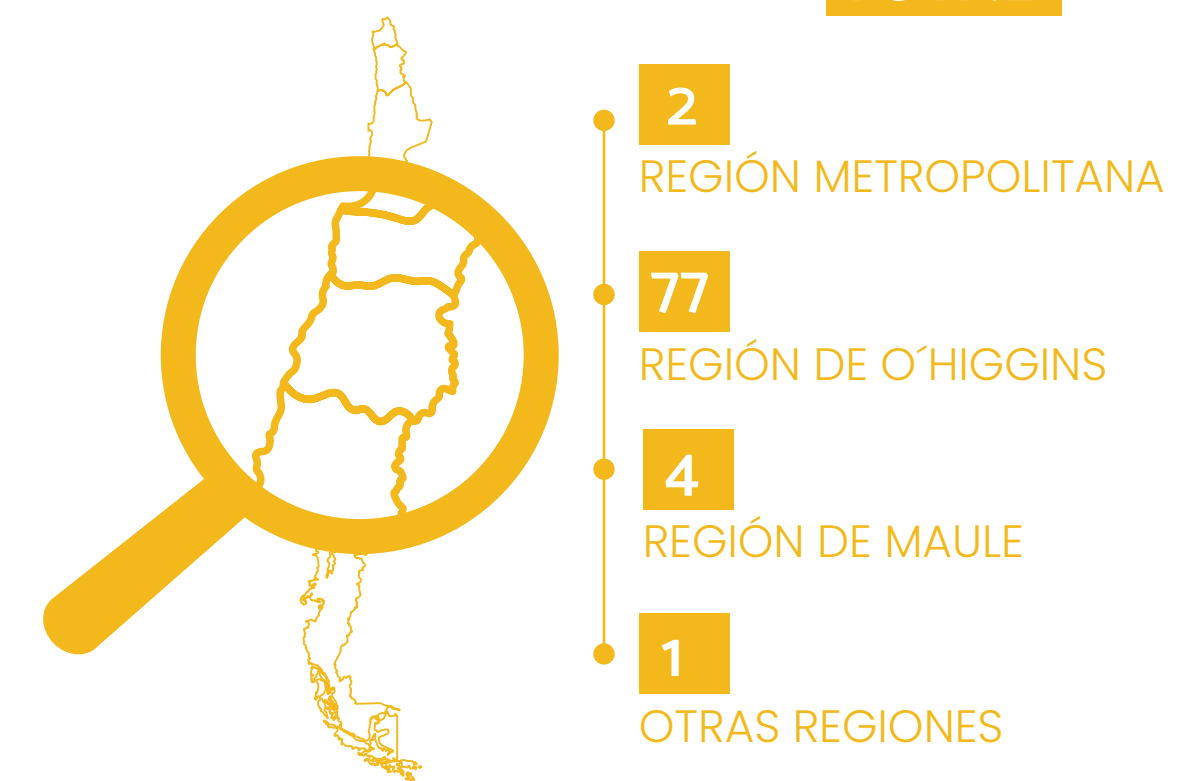 2
REGIÓN METROPOLITANA
77
REGIÓN DE O´HIGGINS
4
REGIÓN DE MAULE
1
OTRAS REGIONES